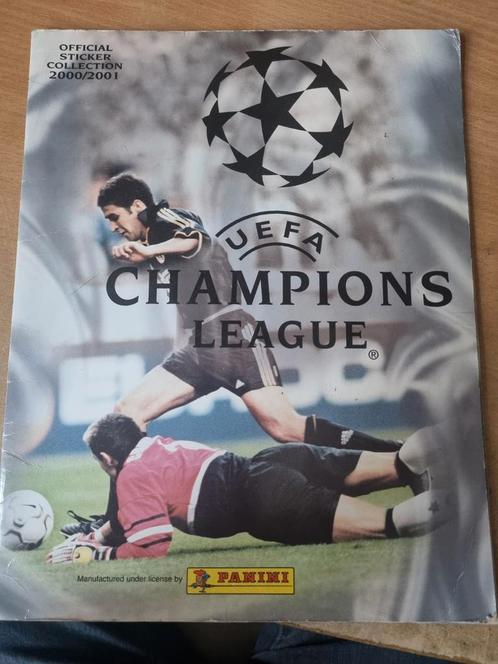 OFFICIAL
STICKER
COLLECTION
2000/2001
UEFA
CHAMPIONS
LEAGUE®
Manufactured under license by PANINI